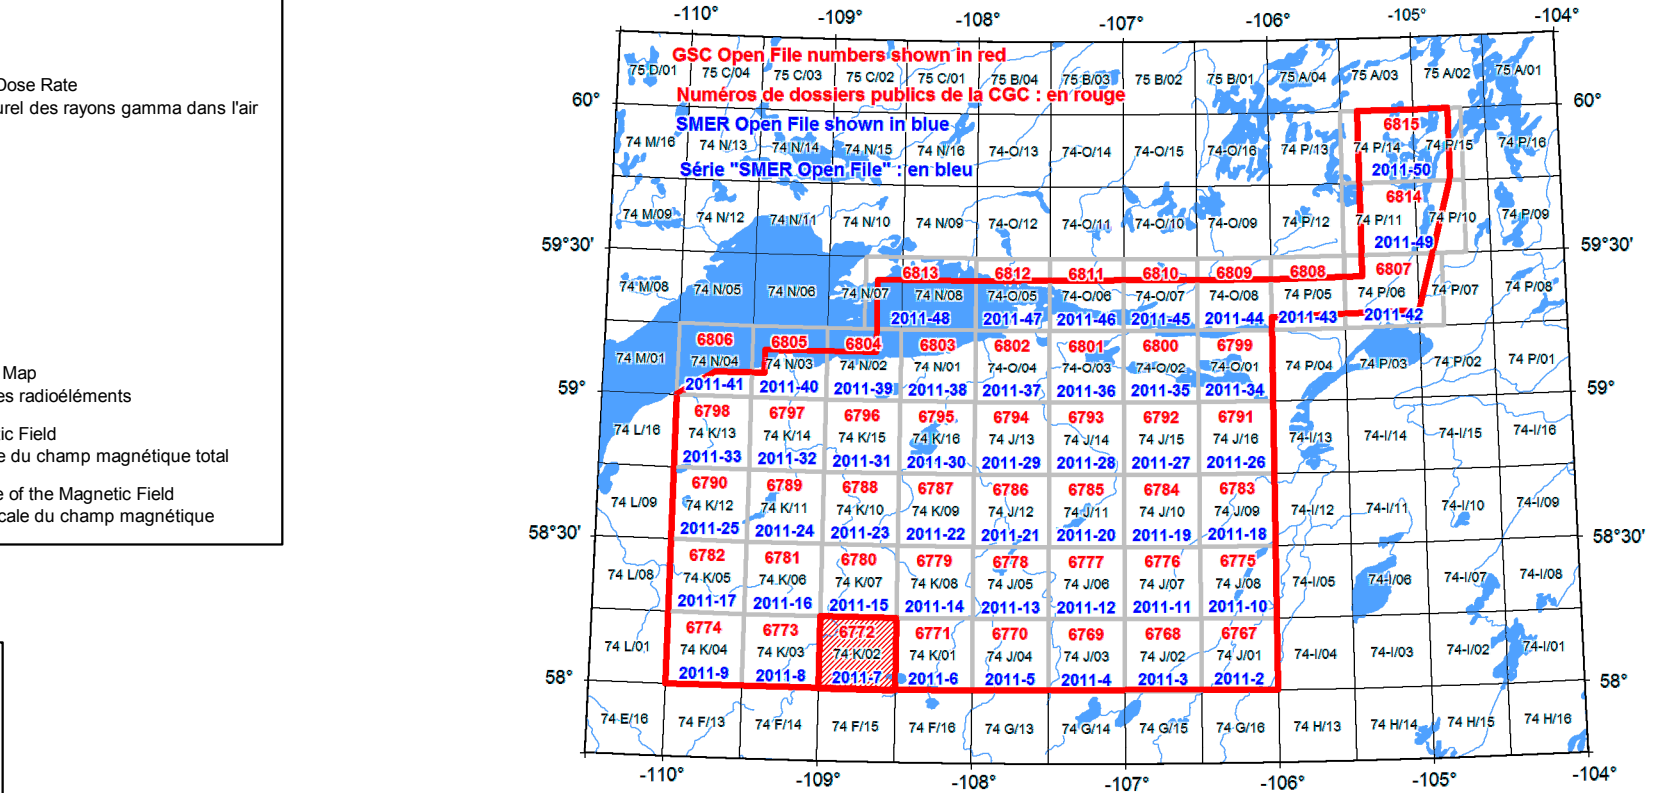 Dose Rate
urel des rayons gamma dans l'air
Map
es radioéléments
ic Field
e du champ magnétique total
e of the Magnetic Field
cale du champ magnétique
-110° -109° -108° -107° -106° -105° -104°
GSC Open File numbers shown in red
75 D/01 75 C/04 75 C/03 75 C/02 75 C/01 75 B/04 75 B/03 75 B/02 75 B/01 75 A/04 75 A/03 75 A/02 75 A/01
Numéros de dossiers publics de la CGC : en rouge
60° 60°
SMER Open File shown in blue
6815
74 M/16 74 N/13 74 N/14 74 N/15 74 N/16 74-O/13 74-O/14 74-O/15 74-O/16 74 P/13 74 P/14 74 P/15 74 P/16
Série "SMER Open File" : en bleu
2011-50
6814
74 M/09 74 N/12 74 N/11 74 N/10 74 N/09 74-O/12 74-O/11 74-O/10 74-O/09 74 P/12 74 P/11 74 P/10 74 P/09
2011-49
59°30' 59°30'
6813 6812 6811 6810 6809 6808 6807
74 M/08 74 N/05 74 N/06 74 N/07 74 N/08 74-O/05 74-O/06 74-O/07 74-O/08 74 P/05 74 P/06 74 P/07 74 P/08
2011-48 2011-47 2011-46 2011-45 2011-44 2011-43 2011-42
6806 6805 6804 6803 6802 6801 6800 6799
74 M/01 74 N/04 74 N/03 74 N/02 74 N/01 74-O/04 74-O/03 74-O/02 74-O/01 74 P/04 74 P/03 74 P/02 74 P/01
2011-41 2011-40 2011-39 2011-38 2011-37 2011-36 2011-35 2011-34
59° 59°
6798 6797 6796 6795 6794 6793 6792 6791
74 L/16 74 K/13 74 K/14 74 K/15 74 K/16 74 J/13 74 J/14 74 J/15 74 J/16 74-I/13 74-I/14 74-I/15 74-I/16
2011-33 2011-32 2011-31 2011-30 2011-29 2011-28 2011-27 2011-26
6790 6789 6788 6787 6786 6785 6784 6783
74 L/09 74 K/12 74 K/11 74 K/10 74 K/09 74 J/12 74 J/11 74 J/10 74 J/09 74-I/12 74-I/11 74-I/10 74-I/09
2011-25 2011-24 2011-23 2011-22 2011-21 2011-20 2011-19 2011-18
58°30' 58°30'
6782 6781 6780 6779 6778 6777 6776 6775
74 L/08 74 K/05 74 K/06 74 K/07 74 K/08 74 J/05 74 J/06 74 J/07 74 J/08 74-I/05 74-I/06 74-I/07 74-I/08
2011-17 2011-16 2011-15 2011-14 2011-13 2011-12 2011-11 2011-10
6774 6773 6772 6771 6770 6769 6768 6767
74 L/01 74 K/04 74 K/03 74 K/02 74 K/01 74 J/04 74 J/03 74 J/02 74 J/01 74-I/04 74-I/03 74-I/02 74-I/01
2011-9 2011-8 2011-7 2011-6 2011-5 2011-4 2011-3 2011-2
58° 58°
74 E/16 74 F/13 74 F/14 74 F/15 74 F/16 74 G/13 74 G/14 74 G/15 74 G/16 74 H/13 74 H/14 74 H/15 74 H/16
-110° -109° -108° -107° -106° -105° -104°